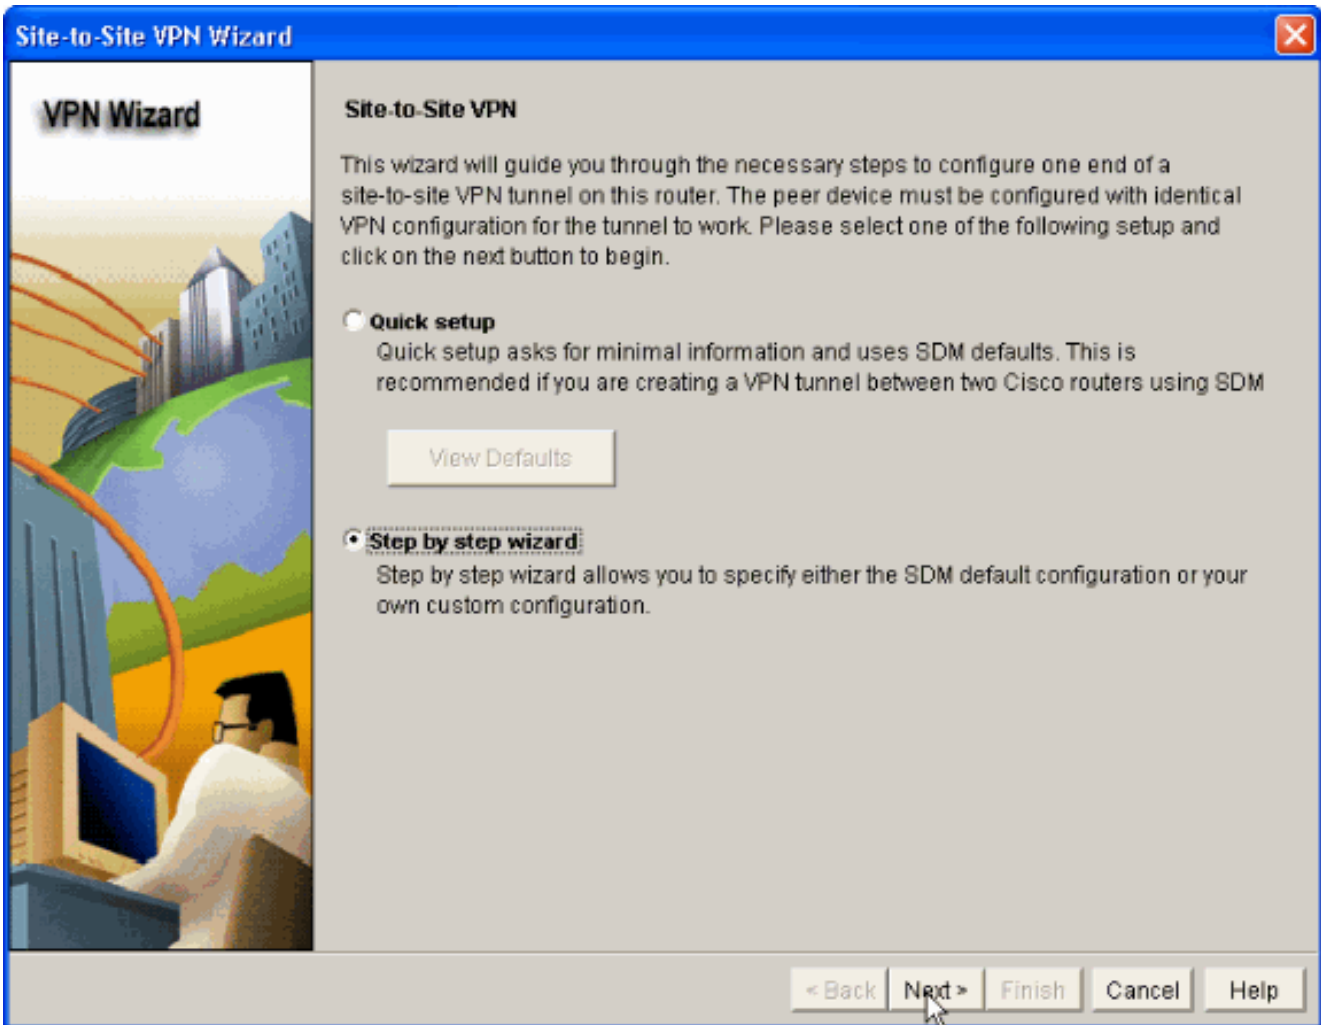 Site-to-Site VPN Wizard
VPN Wizard
Site-to-Site VPN
This wizard will guide you through the necessary steps to configure one end of a
site-to-site VPN tunnel on this router. The peer device must be configured with identical
VPN configuration for the tunnel to work. Please select one of the following setup and
click on the next button to begin.
Quick setup
Quick setup asks for minimal information and uses SDM defaults. This is
recommended if you are creating a VPN tunnel between two Cisco routers using SDM
View Defaults
Step by step wizard
Step by step wizard allows you to specify either the SDM default configuration or your
own custom configuration.
< Back Next > Finish Cancel Help